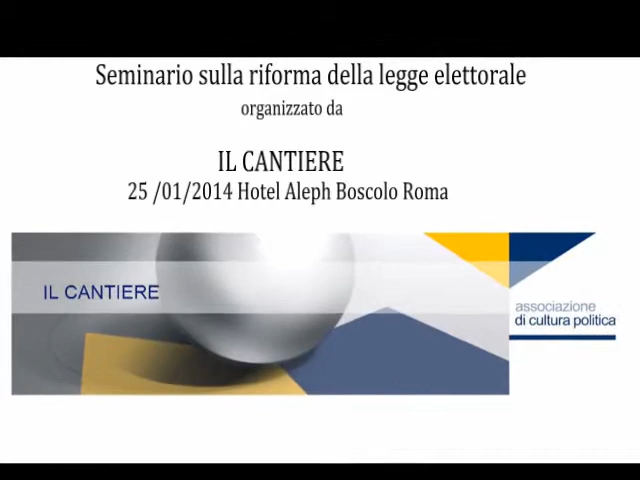 Seminario sulla riforma della legge elettorale
organizzato da
IL CANTIERE
25 /01/2014 Hotel Aleph Boscolo Roma
IL CANTIERE
associazione
di cultura politica